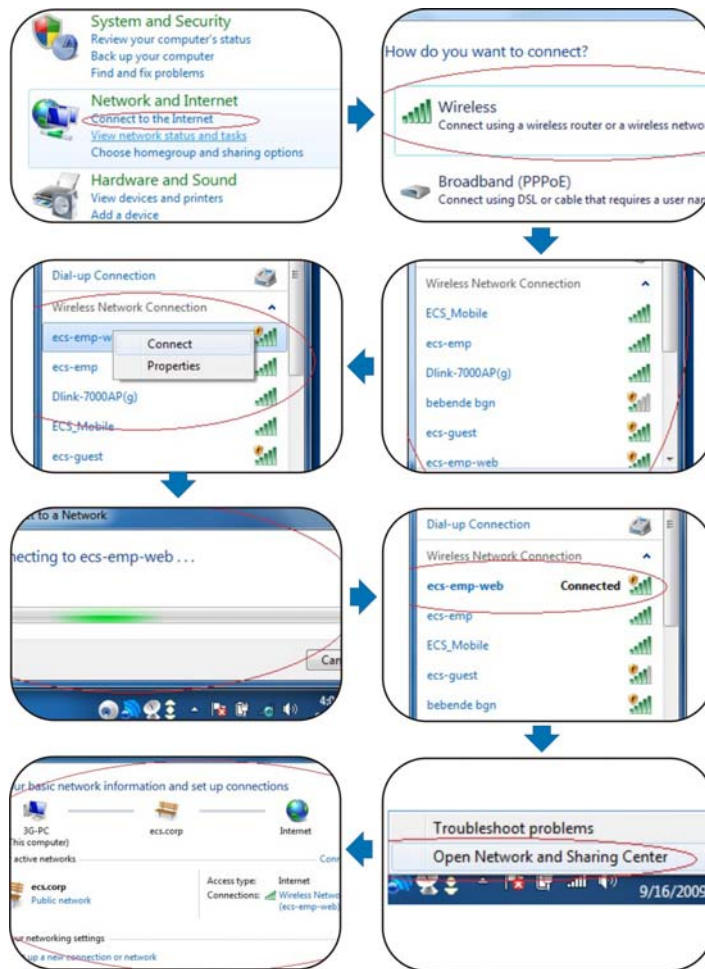 System and Security
Review your computer's status
Back up your computer
Find and fix problems
Network and Internet
Connect to the Internet
View network status and tasks
Choose homegroup and sharing options
Hardware and Sound
View devices and printers
Add a device
How do you want to connect?
Wireless
Connect using a wireless router or a wireless netwo
Broadband (PPPoE)
Connect using DSL or cable that requires a user nam
Wireless Network Connection
ECS_Mobile
ecs-emp
Dlink-7000AP(g)
bebende bgn
ecs-guest
ecs-emp-web
Dial-up Connection
Wireless Network Connection
ecs-emp-w
Connect
ecs-emp
Properties
Dlink-7000AP(g)
ECS_Mobile
ecs-guest
ct to a Network
necting to ecs-emp-web . . .
Can
Dial-up Connection
Wireless Network Connection
ecs-emp-web Connected
ecs-emp
ECS_Mobile
ecs-guest
bebende bgn
Troubleshoot problems
Open Network and Sharing Center
9/16/2009
ur basic network information and set up connections
3G-PC
This computer)
ecs.corp
Internet
active networks
Conn
ecs.corp
Public network
Access type: Internet
Connections: Wireless Netwo
(ecs-emp-web)
ur networking settings
up a new connection or network